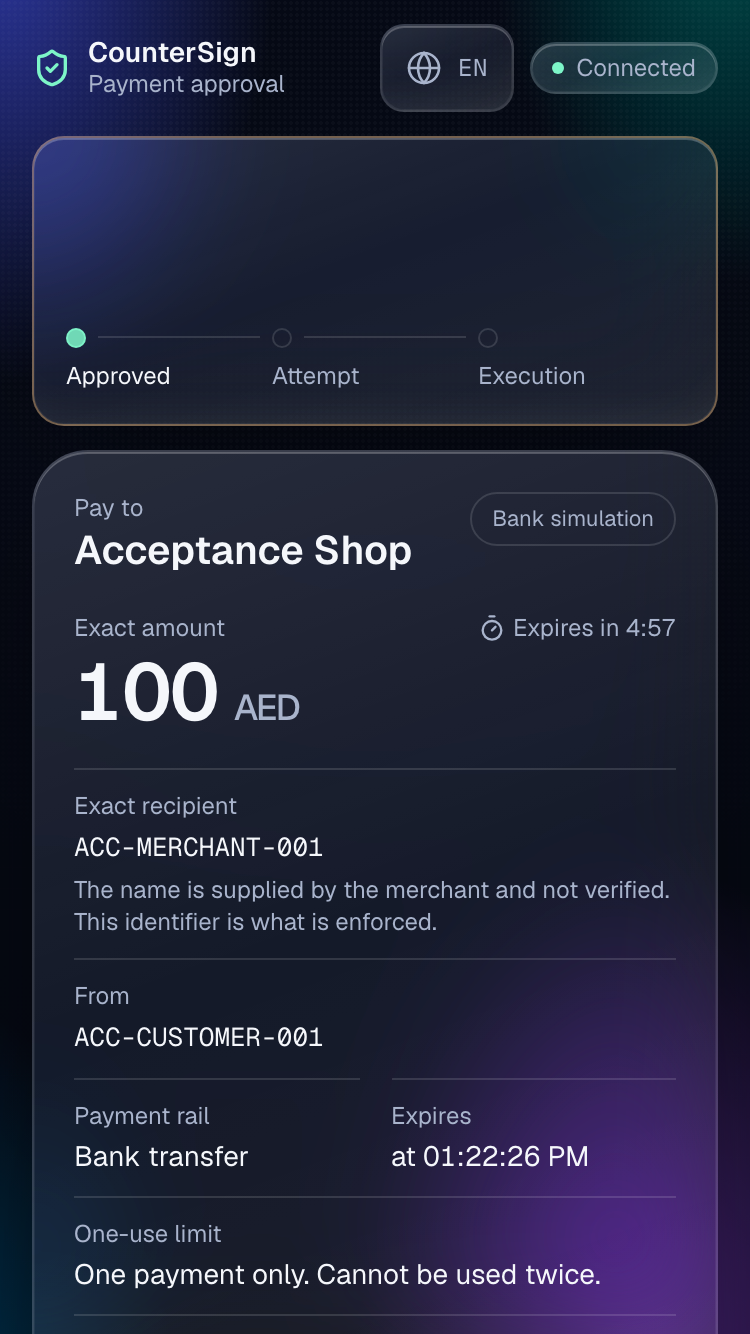 CounterSign
Payment approval
EN
Connected
Approved
Attempt
Execution
Pay to
Bank simulation
Acceptance Shop
Exact amount
Expires in 4:57
100 AED
Exact recipient
ACC-MERCHANT-001
The name is supplied by the merchant and not verified.
This identifier is what is enforced.
From
ACC-CUSTOMER-001
Payment rail
Expires
Bank transfer
at 01:22:26 PM
One-use limit
One payment only. Cannot be used twice.